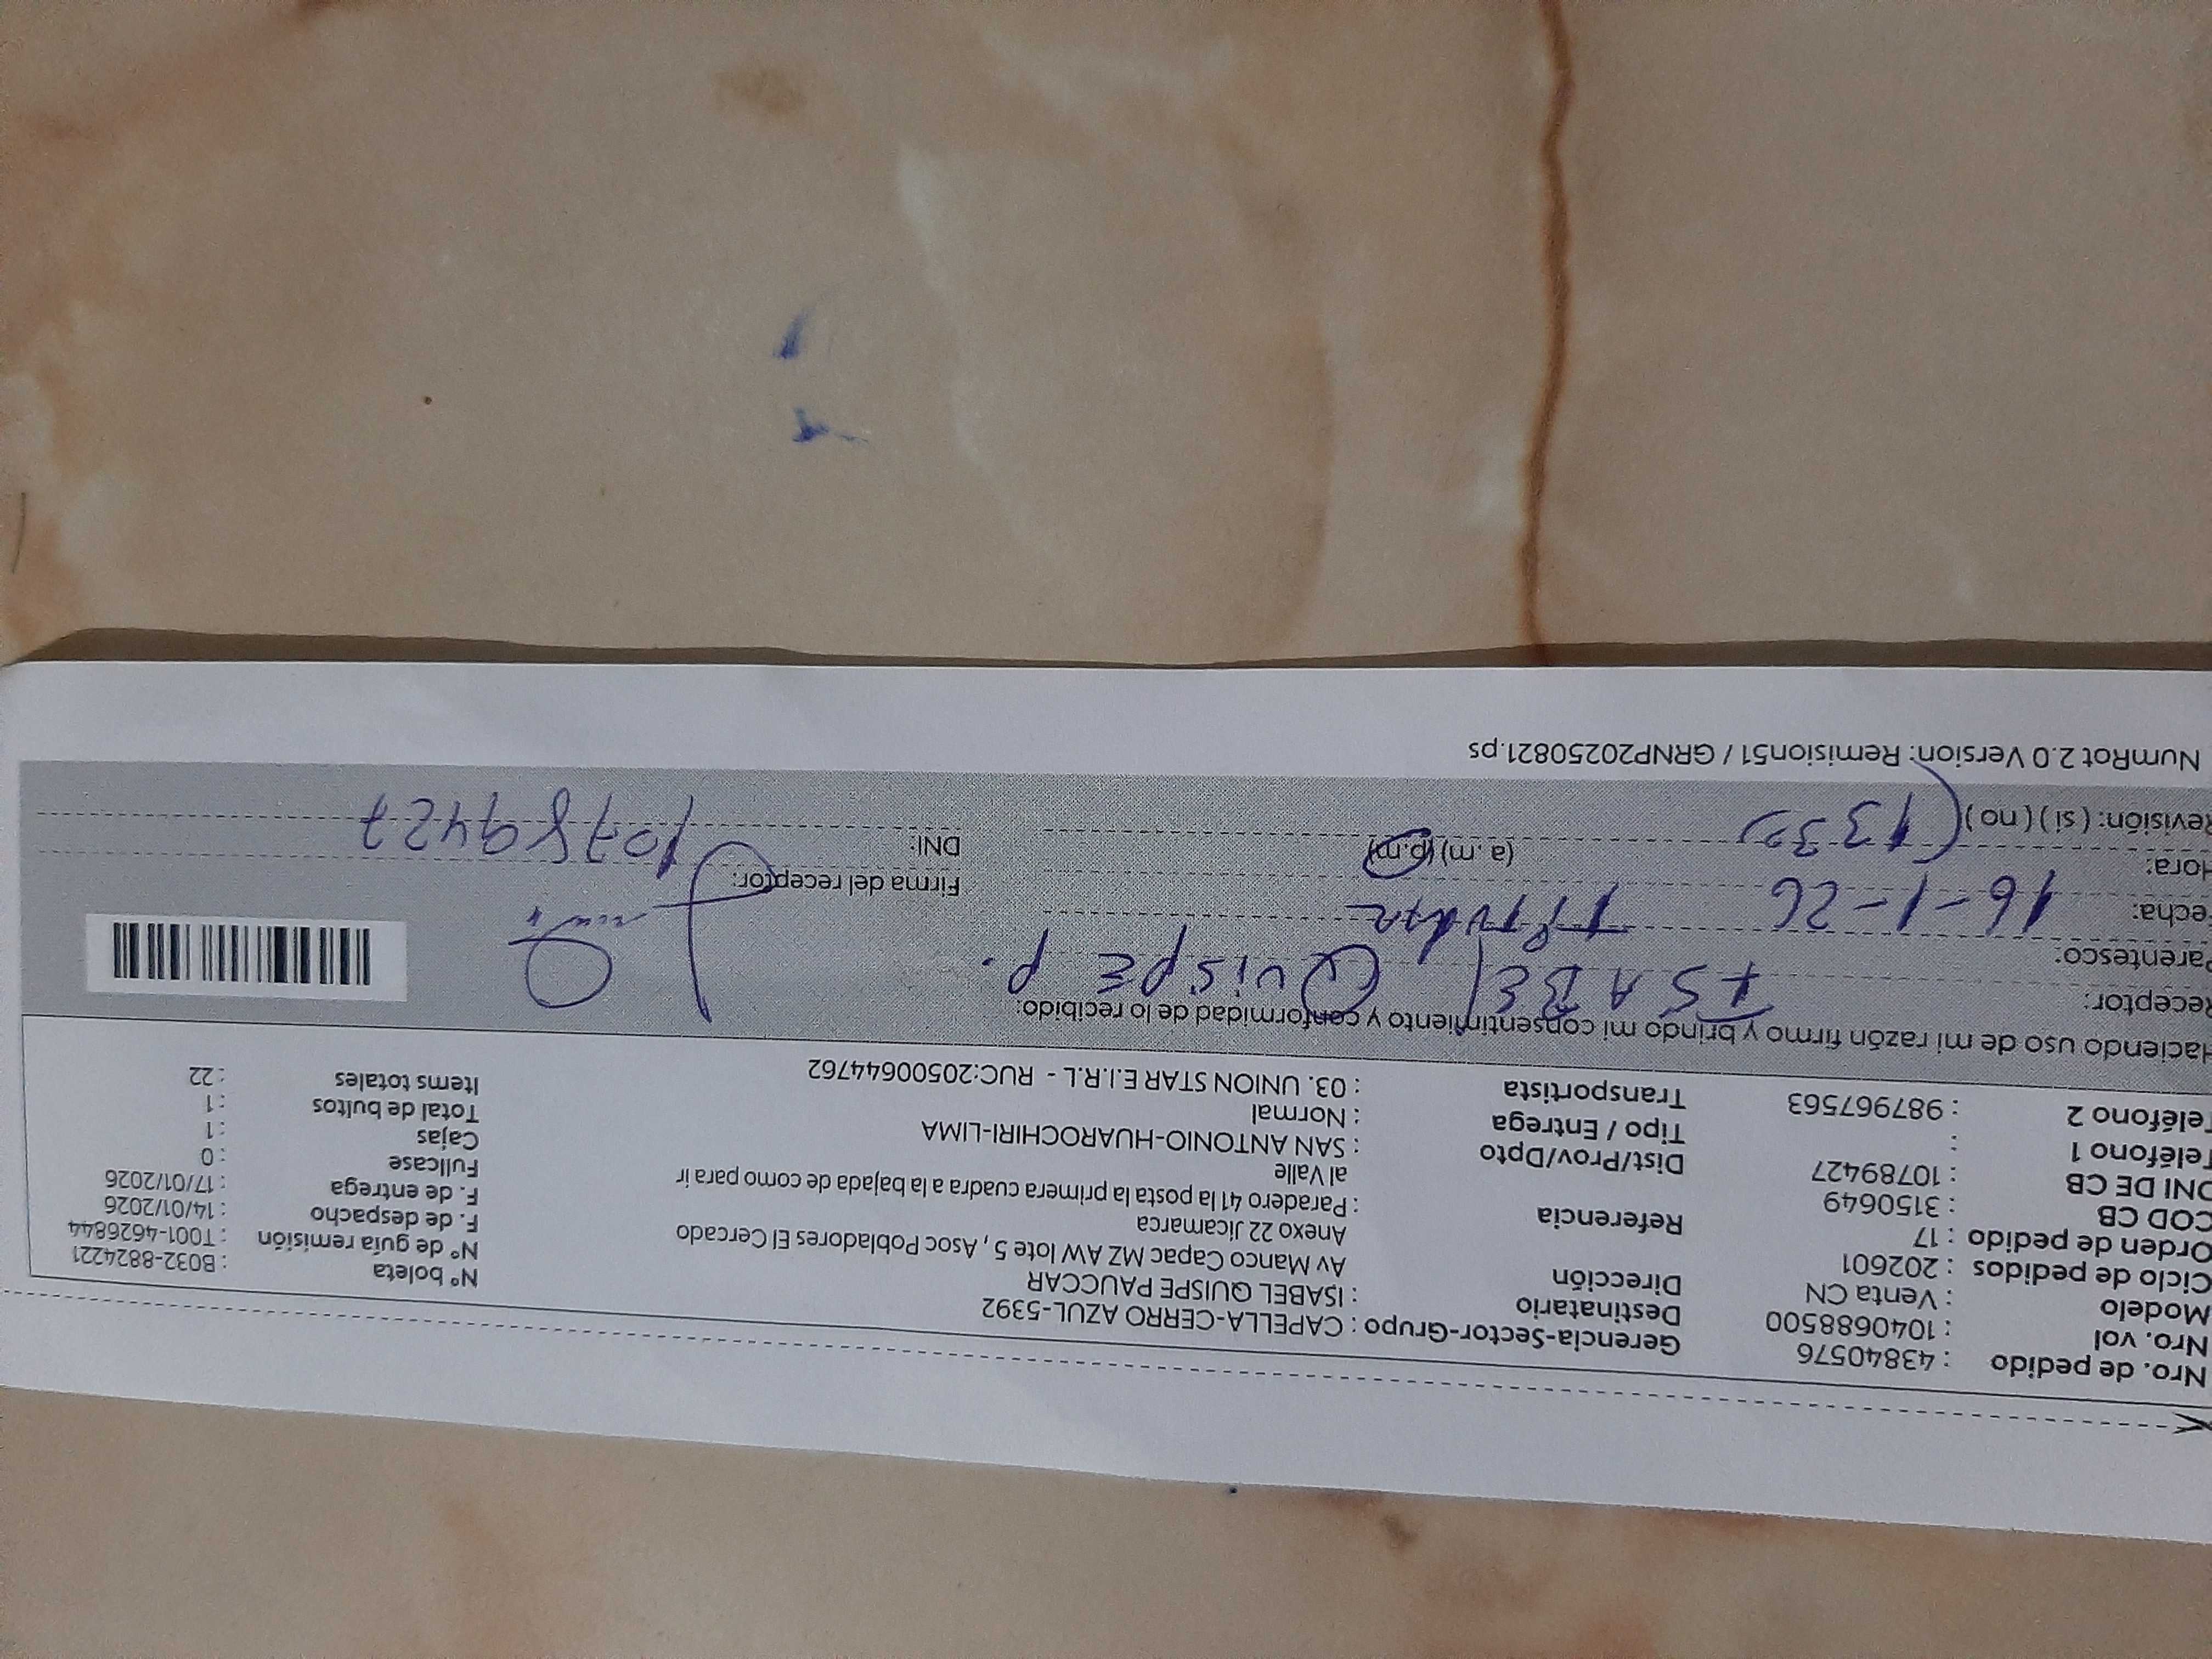 Nro. de pedido : 43840576 Gerencia-Sector-Grupo : CAPELLA-CERRO AZUL-5392 N° boleta : B032-8824221
Nro. vol : 1040688500 Destinatario : ISABEL QUISPE PAUCCAR N° de guía remisión : T001-4626844
Modelo : Venta CN Dirección Av Manco Capac MZ AW lote 5 , Asoc Pobladores El Cercado F. de despacho : 14/01/2026
Ciclo de pedidos : 202601 Anexo 22 Jicamarca F. de entrega : 17/01/2026
Orden de pedido : 17 Referencia : Paradero 41 la posta la primera cuadra a la bajada de como para ir Fullcase : 0
COD CB : 3150649 al Valle Cajas : 1
DNI DE CB : 10789427 Dist/Prov/Dpto : SAN ANTONIO-HUAROCHIRI-LIMA Total de bultos : 1
Teléfono 1 : Tipo / Entrega : Normal Items totales : 22
Teléfono 2 : 987967563 Transportista : 03. UNION STAR E.I.R.L - RUC:20500644762
Haciendo uso de mi razón firmo y brindo mi consentimiento y conformidad de lo recibido:
Receptor: ISABEl QUisPE P.
Parentesco: TiTULAR
Fecha: 16-1-26 Firma del receptor:
Hora: 1330 (a. m) (p.m) DNI: 10789427
Revisión: ( si ) ( no )
NumRot 2.0 Version: Remision51 / GRNP20250821.ps